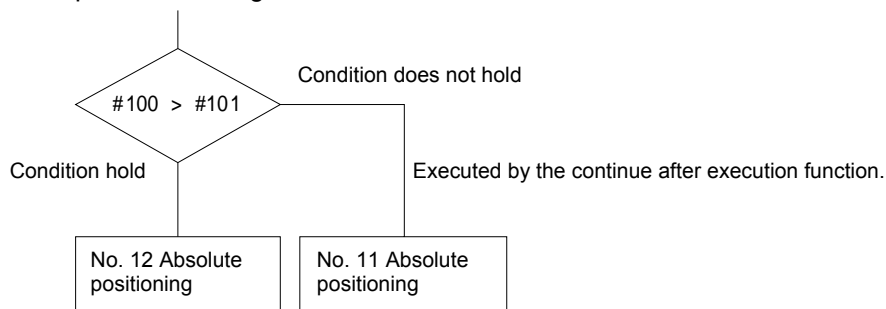 Condition does not hold
#100 > #101
Condition hold
Executed by the continue after execution function.
No. 12 Absolute
positioning
No. 11 Absolute
positioning